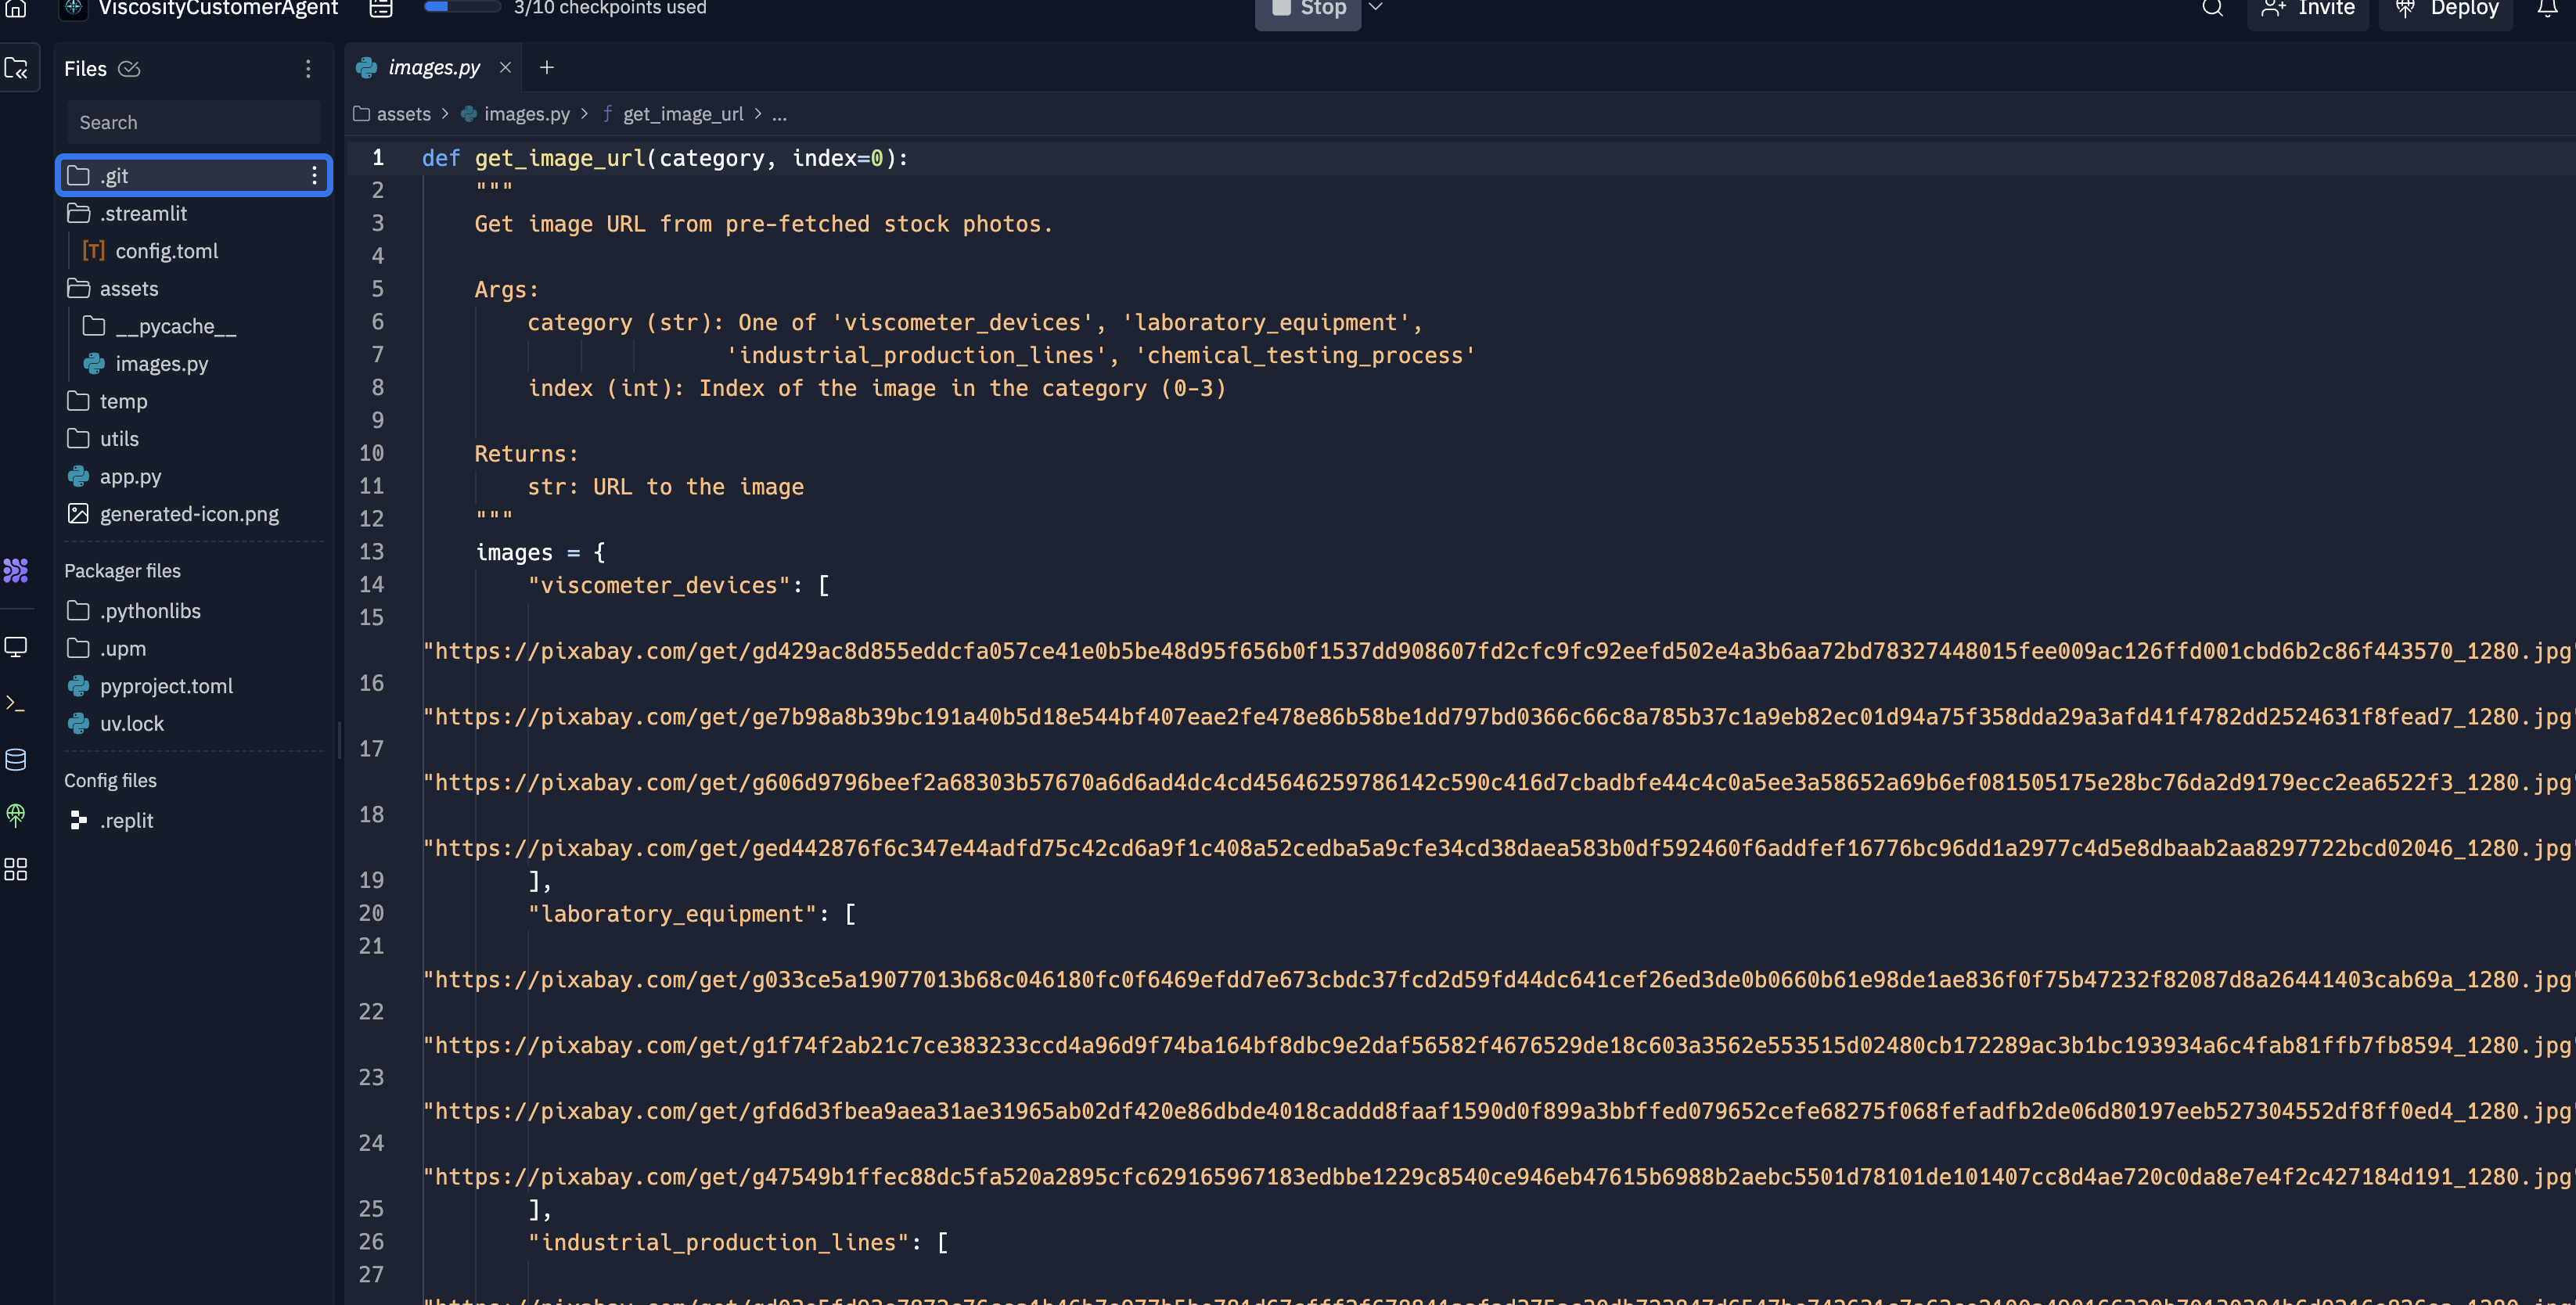 ViscosityCustomerAgent
3/10 checkpoints used
Stop
Invite
Deploy
Files
images.py
Search
assets > images.py > f get_image_url > ...
.git
.streamlit
config.toml
assets
__pycache__
images.py
temp
utils
app.py
generated-icon.png
Packager files
.pythonlibs
.upm
pyproject.toml
uv.lock
Config files
.replit
1 def get_image_url(category, index=0):
2 """
3 Get image URL from pre-fetched stock photos.
4
5 Args:
6 category (str): One of 'viscometer_devices', 'laboratory_equipment',
7 'industrial_production_lines', 'chemical_testing_process'
8 index (int): Index of the image in the category (0-3)
9
10 Returns:
11 str: URL to the image
12 """
13 images = {
14 "viscometer_devices": [
15
"https://pixabay.com/get/gd429ac8d855eddcfa057ce41e0b5be48d95f656b0f1537dd908607fd2cfc9fc92eefd502e4a3b6aa72bd78327448015fee009ac126ffd001cbd6b2c86f443570_1280.jpg
16
"https://pixabay.com/get/ge7b98a8b39bc191a40b5d18e544bf407eae2fe478e86b58be1dd797bd0366c66c8a785b37c1a9eb82ec01d94a75f358dda29a3afd41f4782dd2524631f8fead7_1280.jpg
17
"https://pixabay.com/get/g606d9796beef2a68303b57670a6d6ad4dc4cd45646259786142c590c416d7cbadbfe44c4c0a5ee3a58652a69b6ef081505175e28bc76da2d9179ecc2ea6522f3_1280.jpg
18
"https://pixabay.com/get/ged442876f6c347e44adfd75c42cd6a9f1c408a52cedba5a9cfe34cd38daea583b0df592460f6addfef16776bc96dd1a2977c4d5e8dbaab2aa8297722bcd02046_1280.jpg
19 ],
20 "laboratory_equipment": [
21
"https://pixabay.com/get/g033ce5a19077013b68c046180fc0f6469efdd7e673cbdc37fcd2d59fd44dc641cef26ed3de0b0660b61e98de1ae836f0f75b47232f82087d8a26441403cab69a_1280.jpg
22
"https://pixabay.com/get/g1f74f2ab21c7ce383233ccd4a96d9f74ba164bf8dbc9e2daf56582f4676529de18c603a3562e553515d02480cb172289ac3b1bc193934a6c4fab81ffb7fb8594_1280.jpg
23
"https://pixabay.com/get/gfd6d3fbea9aea31ae31965ab02df420e86dbde4018caddd8faaf1590d0f899a3bbffed079652cefe68275f068fefadfb2de06d80197eeb527304552df8ff0ed4_1280.jpg
24
"https://pixabay.com/get/g47549b1ffec88dc5fa520a2895cfc629165967183edbbe1229c8540ce946eb47615b6988b2aebc5501d78101de101407cc8d4ae720c0da8e7e4f2c427184d191_1280.jpg
25 ],
26 "industrial_production_lines": [
27